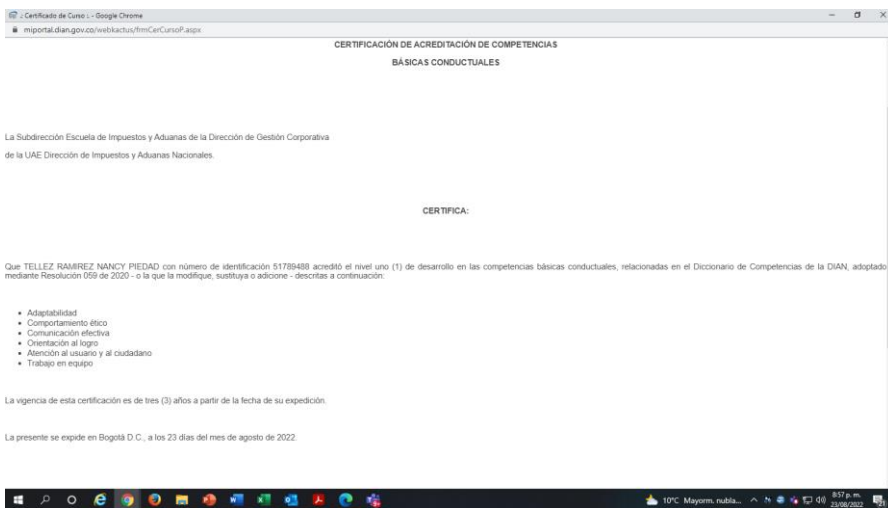 : Certificado de Curso :. - Google Chrome
miportal.dian.gov.co/webkactus/frmCerCursoP.aspx
CERTIFICACIÓN DE ACREDITACIÓN DE COMPETENCIAS
BÁSICAS CONDUCTUALES
La Subdirección Escuela de Impuestos y Aduanas de la Dirección de Gestión Corporativa
de la UAE Dirección de Impuestos y Aduanas Nacionales.
CERTIFICA:
Que TELLEZ RAMIREZ NANCY PIEDAD con número de identificación 51789488 acreditó el nivel uno (1) de desarrollo en las competencias básicas conductuales, relacionadas en el Diccionario de Competencias de la DIAN, adoptado
mediante Resolución 059 de 2020 - o la que la modifique, sustituya o adicione - descritas a continuación:
• Adaptabilidad
• Comportamiento ético
• Comunicación efectiva
• Orientación al logro
• Atención al usuario y al ciudadano
• Trabajo en equipo
La vigencia de esta certificación es de tres (3) años a partir de la fecha de su expedición.
La presente se expide en Bogotá D.C., a los 23 días del mes de agosto de 2022.
10°C Mayorm. nubla...
8:57 p. m.
23/08/2022